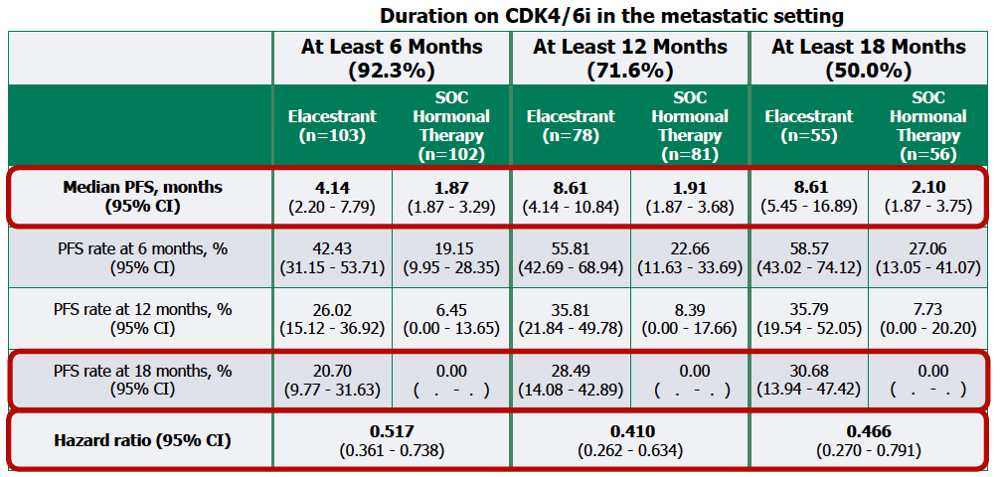 Duration on CDK4/6i in the metastatic setting
At Least 6 Months
(92.3%)
At Least 12 Months
(71.6%)
At Least 18 Months
(50.0%)
Elacestrant
(n=103)
SOC
Hormonal
Therapy
(n=102)
Elacestrant
(n=78)
SOC
Hormonal
Therapy
(n=81)
Elacestrant
(n=55)
SOC
Hormonal
Therapy
(n=56)
Median PFS, months
(95% CI)
4.14
(2.20 - 7.79)
1.87
(1.87 - 3.29)
8.61
(4.14 - 10.84)
1.91
(1.87 - 3.68)
8.61
(5.45 - 16.89)
2.10
(1.87 - 3.75)
PFS rate at 6 months, %
(95% CI)
42.43
(31.15 - 53.71)
19.15
(9.95 - 28.35)
55.81
(42.69 - 68.94)
22.66
(11.63 - 33.69)
58.57
(43.02 - 74.12)
27.06
(13.05 - 41.07)
PFS rate at 12 months, %
(95% CI)
26.02
(15.12 - 36.92)
6.45
(0.00 - 13.65)
35.81
(21.84 - 49.78)
8.39
(0.00 - 17.66)
35.79
(19.54 - 52.05)
7.73
(0.00 - 20.20)
PFS rate at 18 months, %
(95% CI)
20.70
(9.77 - 31.63)
0.00
( . - . )
28.49
(14.08 - 42.89)
0.00
( . - . )
30.68
(13.94 - 47.42)
0.00
( . - . )
Hazard ratio (95% CI)
0.517
(0.361 - 0.738)
0.410
(0.262 - 0.634)
0.466
(0.270 - 0.791)